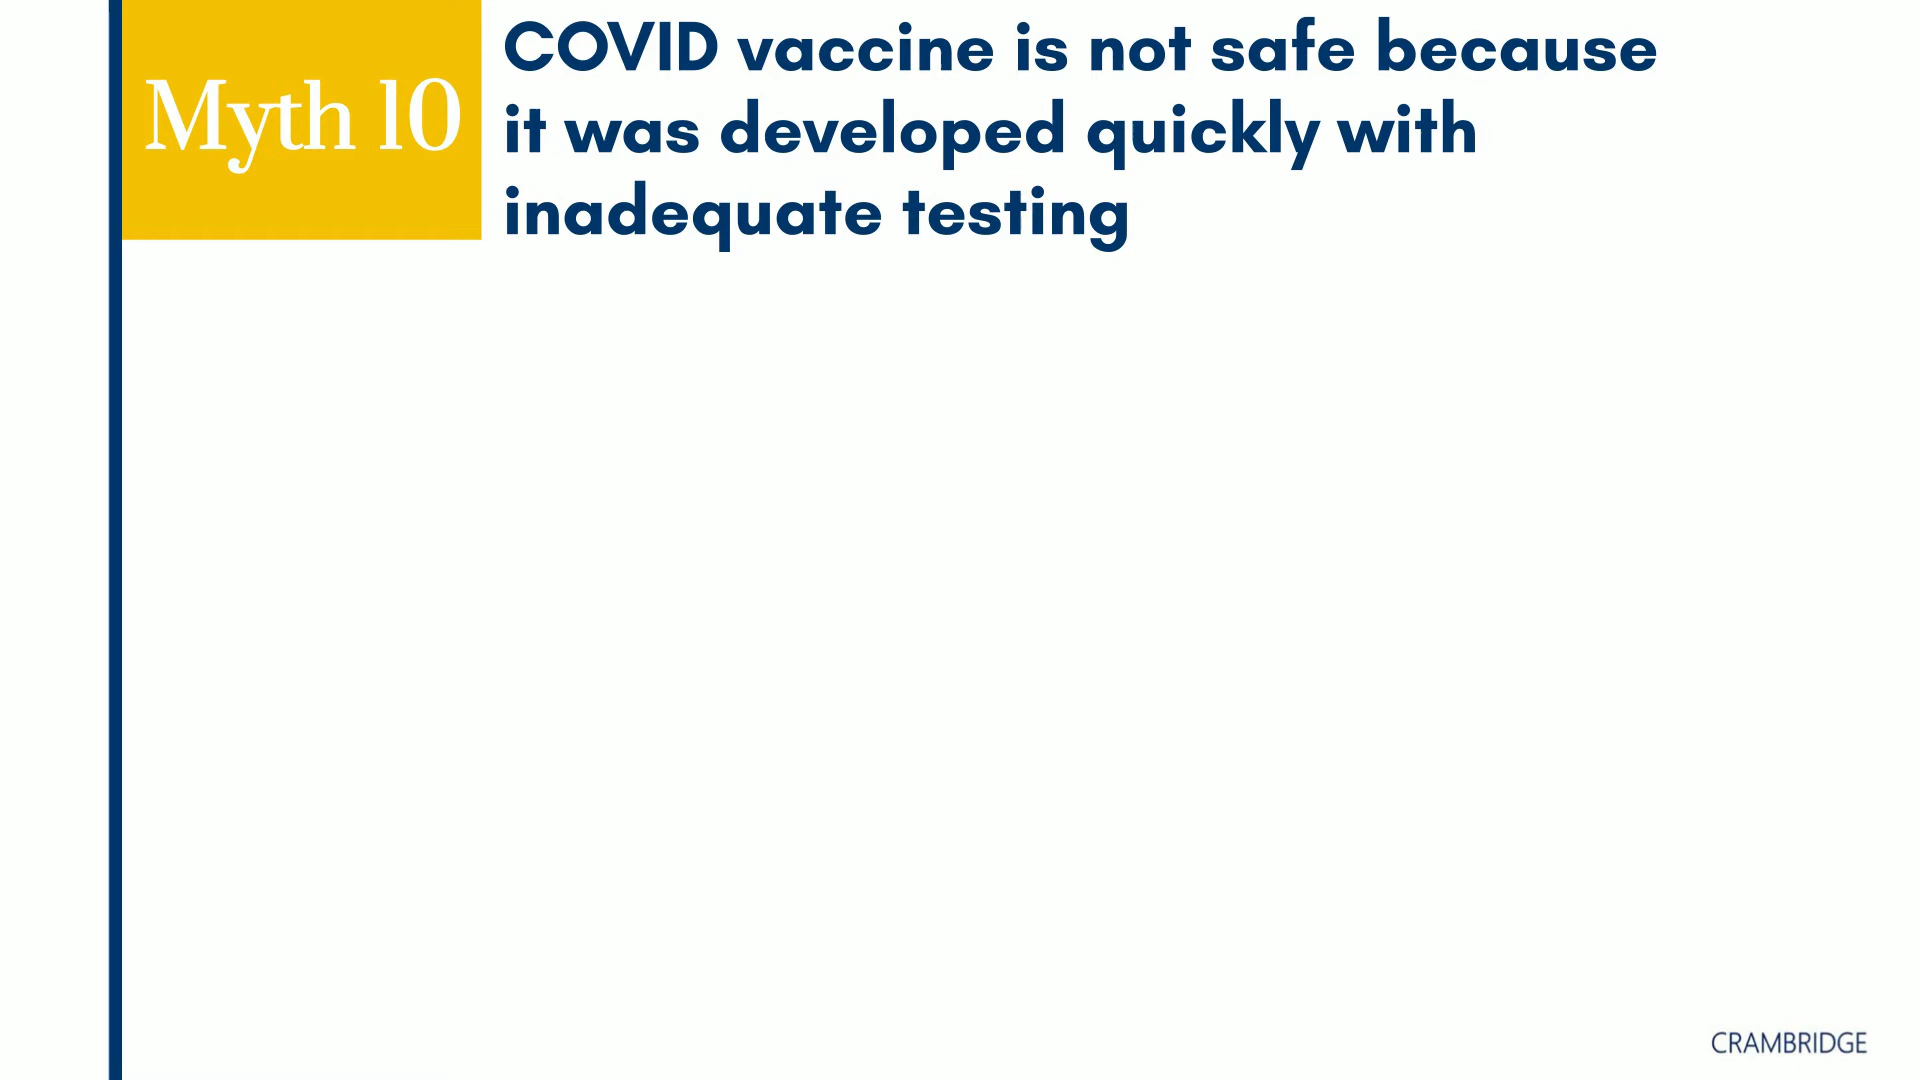 Myth 10
COVID vaccine is not safe because
it was developed quickly with
inadequate testing
CRAMBRIDGE